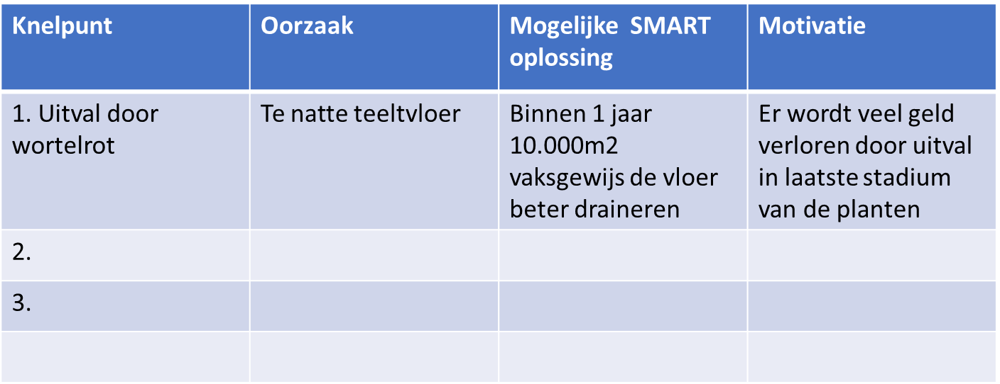 Knelpunt
Oorzaak
Mogelijke SMART
oplossing
Motivatie
1. Uitval door
wortelrot
Te natte teeltvloer
Binnen 1 jaar
10.000m2
vaksgewijs de vloer
beter draineren
Er wordt veel geld
verloren door uitval
in laatste stadium
van de planten
2.
3.